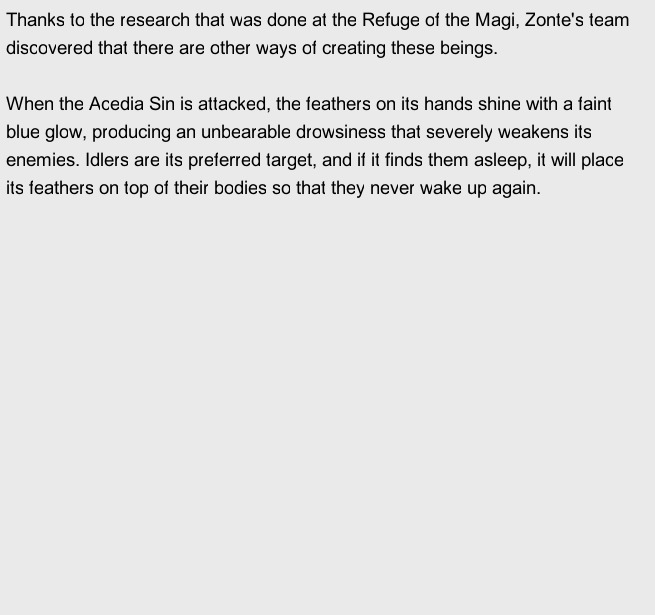 Thanks to the research that was done at the Refuge of the Magi, Zonte's team
discovered that there are other ways of creating these beings.
When the Acedia Sin is attacked, the feathers on its hands shine with a faint
blue glow, producing an unbearable drowsiness that severely weakens its
enemies. Idlers are its preferred target, and if it finds them asleep, it will place
its feathers on top of their bodies so that they never wake up again.